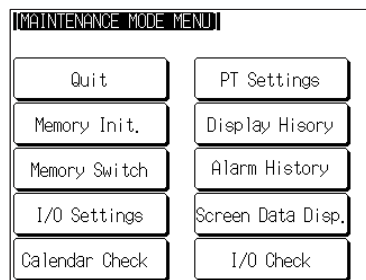 [MAINTENANCE MODE MENU]
Quit
PT Settings
Memory Init.
Display Hisory
Memory Switch
Alarm History
I/O Settings
Screen Data Disp.
Calendar Check
I/O Check